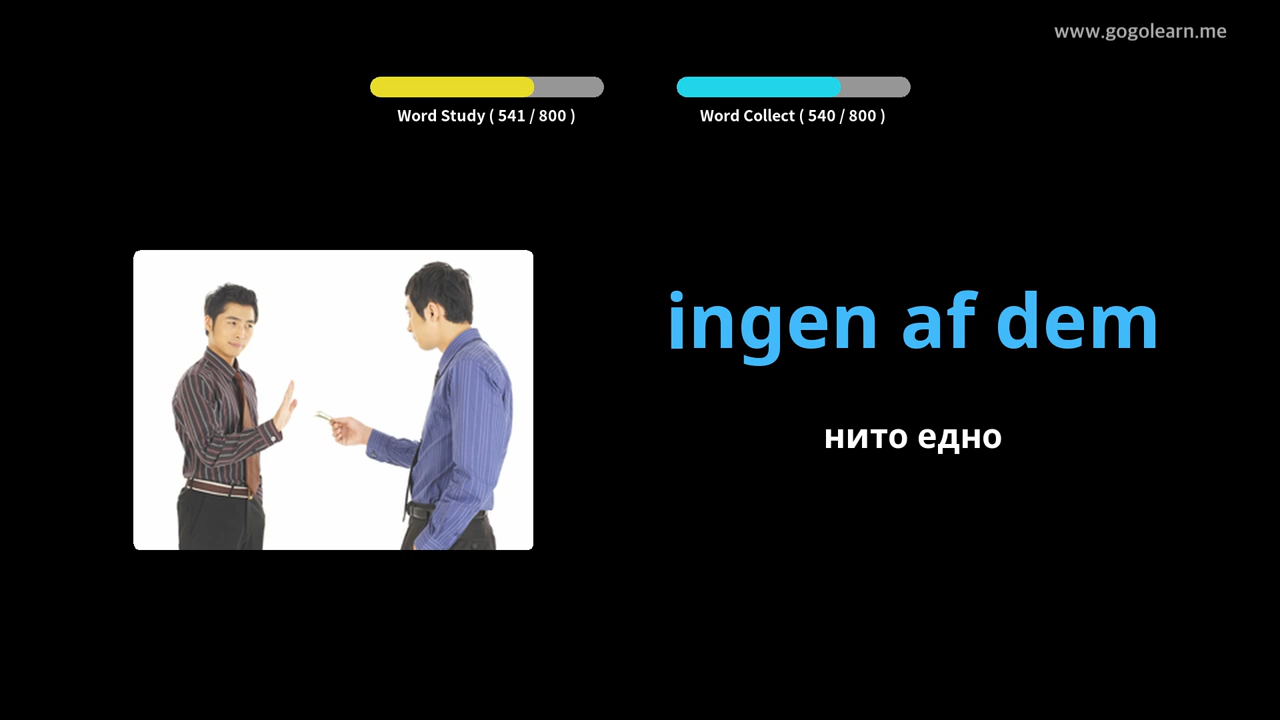 www.gogolearn.me
Word Study ( 541 / 800 )
Word Collect ( 540 / 800 )
ingen af dem
нито едно